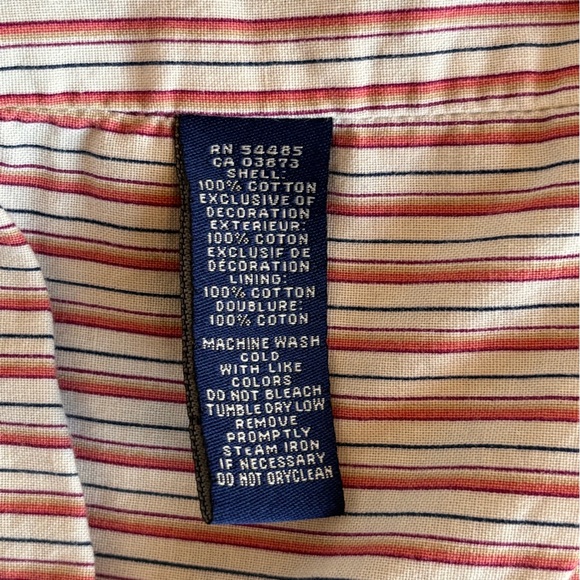 RN 54485
CA 03873
SHELL:
100% COTTON
EXCLUSIVE OF
DECORATION
EXTERIEUR:
100% COTON
EXCLUSIF DE
DÉCORATION
LINING:
100% COTTON
DOUBLURE:
100% COTON
MACHINE WASH
COLD
WITH LIKE
COLORS
DO NOT BLEACH
TUMBLE DRY LOW
REMOVE
PROMPTLY
STEAM IRON
IF NECESSARY
DO NOT DRYCLEAN